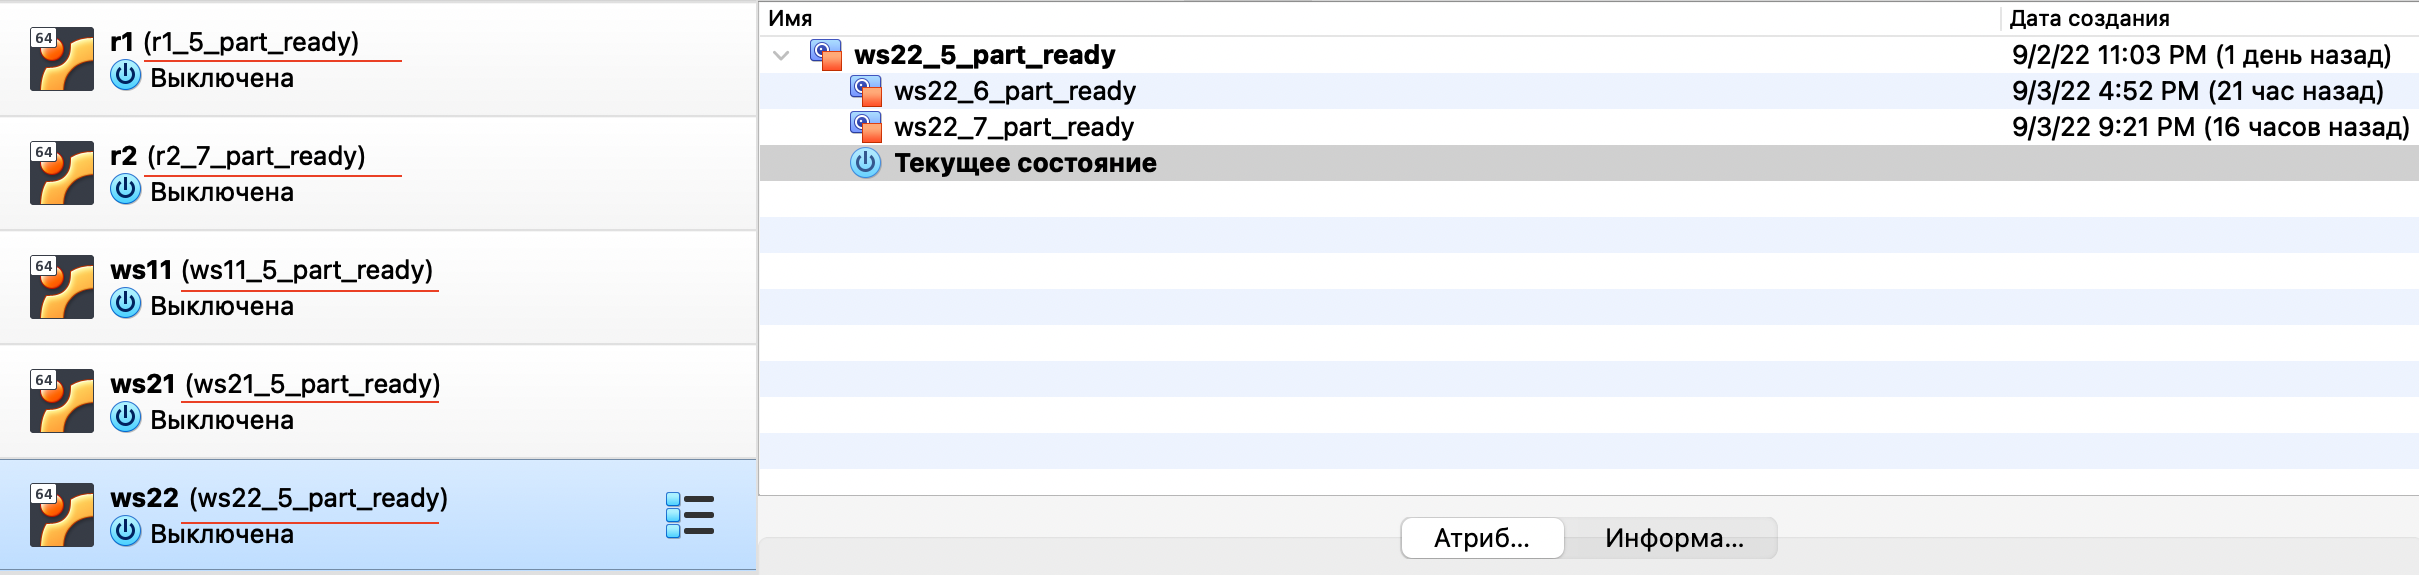 64
r1 (r1_5_part_ready)
Выключена
64
r2 (r2_7_part_ready)
Выключена
64
ws11 (ws11_5_part_ready)
Выключена
64
ws21 (ws21_5_part_ready)
Выключена
64
ws22 (ws22_5_part_ready)
Выключена
Имя Дата создания
ws22_5_part_ready 9/2/22 11:03 PM (1 день назад)
ws22_6_part_ready 9/3/22 4:52 PM (21 час назад)
ws22_7_part_ready 9/3/22 9:21 PM (16 часов назад)
Текущее состояние
Атриб... Информа...